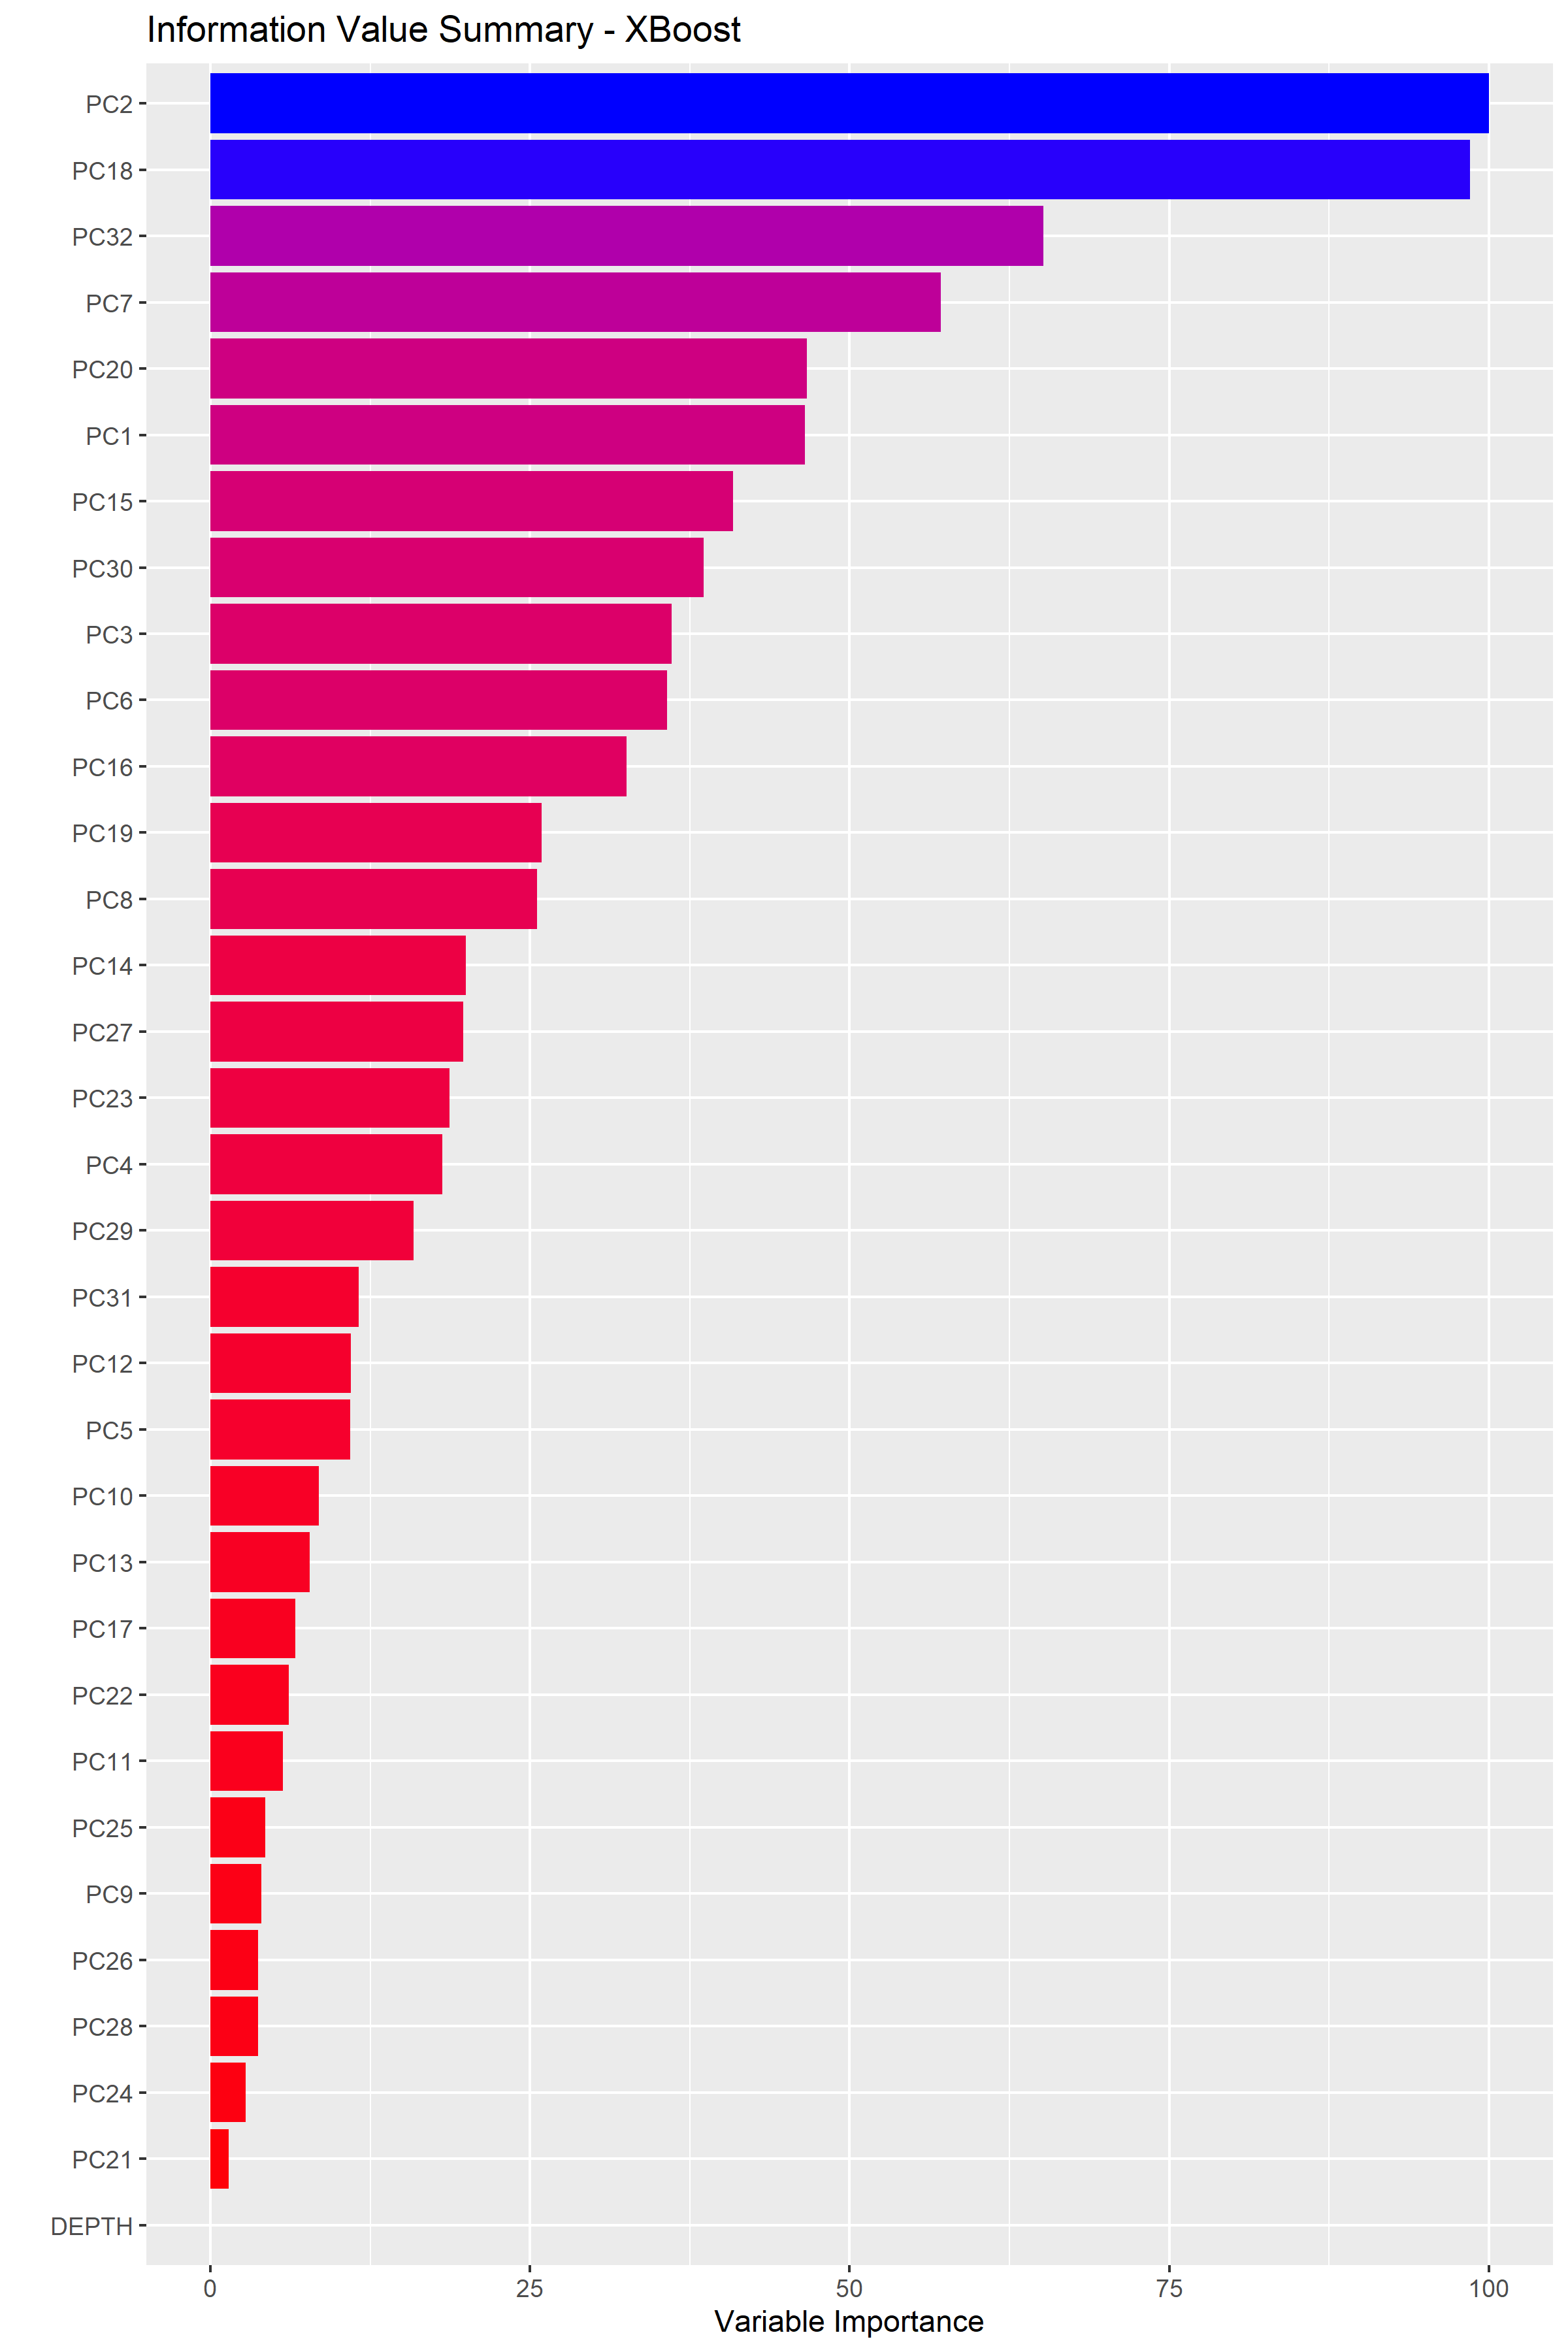 Information Value Summary - XBoost
PC2
PC18
PC32
PC7
PC20
PC1
PC15
PC30
PC3
PC6
PC16
PC19
PC8
PC14
PC27
PC23
PC4
PC29
PC31
PC12
PC5
PC10
PC13
PC17
PC22
PC11
PC25
PC9
PC26
PC28
PC24
PC21
DEPTH
0 25 50 75 100
Variable Importance